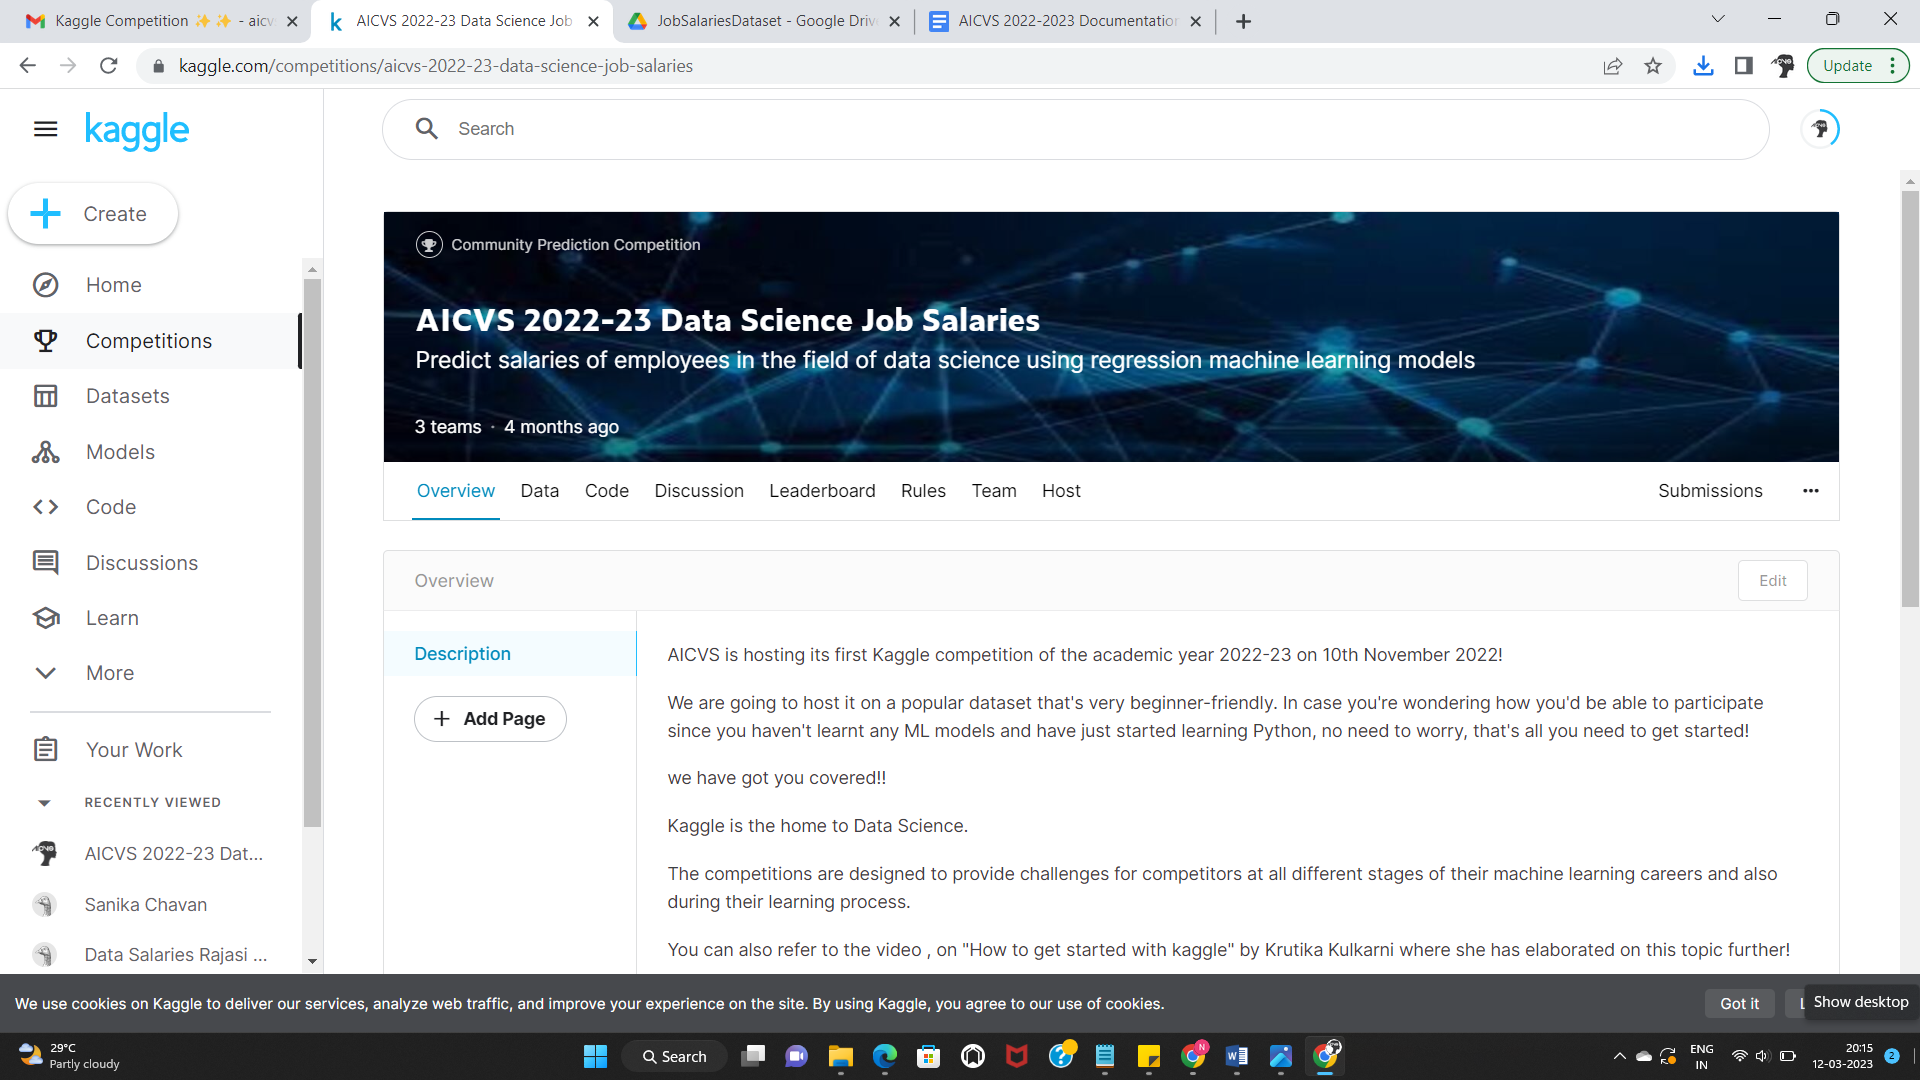 Kaggle Competition ✨✨ - aicv
AICVS 2022-23 Data Science Job
JobSalariesDataset - Google Driv
AICVS 2022-2023 Documentation
kaggle.com/competitions/aicvs-2022-23-data-science-job-salaries
Update
kaggle
Search
Create
Home
Competitions
Datasets
Models
Code
Discussions
Learn
More
Your Work
RECENTLY VIEWED
AICVS 2022-23 Dat...
Sanika Chavan
Data Salaries Rajasi ...
Community Prediction Competition
AICVS 2022-23 Data Science Job Salaries
Predict salaries of employees in the field of data science using regression machine learning models
3 teams · 4 months ago
Overview Data Code Discussion Leaderboard Rules Team Host Submissions ...
Overview
Edit
Description
+ Add Page
AICVS is hosting its first Kaggle competition of the academic year 2022-23 on 10th November 2022!
We are going to host it on a popular dataset that's very beginner-friendly. In case you're wondering how you'd be able to participate
since you haven't learnt any ML models and have just started learning Python, no need to worry, that's all you need to get started!
we have got you covered!!
Kaggle is the home to Data Science.
The competitions are designed to provide challenges for competitors at all different stages of their machine learning careers and also
during their learning process.
You can also refer to the video , on "How to get started with kaggle" by Krutika Kulkarni where she has elaborated on this topic further!
We use cookies on Kaggle to deliver our services, analyze web traffic, and improve your experience on the site. By using Kaggle, you agree to our use of cookies.
Got it
Show desktop
29°C
Partly cloudy
Search
N
ENG
IN
20:15
12-03-2023
2